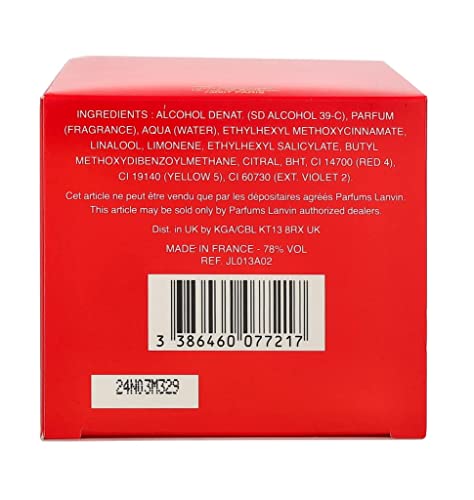 INGREDIENTS : ALCOHOL DENAT. (SD ALCOHOL 39-C), PARFUM
(FRAGRANCE), AQUA (WATER), ETHYLHEXYL METHOXYCINNAMATE,
LINALOOL, LIMONENE, ETHYLHEXYL SALICYLATE, BUTYL
METHOXYDIBENZOYLMETHANE, CITRAL, BHT, CI 14700 (RED 4),
CI 19140 (YELLOW 5), CI 60730 (EXT. VIOLET 2).
Cet article ne peut être vendu que par les dépositaires agréés Parfums Lanvin.
This article may be sold only by Parfums Lanvin authorized dealers.
Dist. in UK by KGA/CBL KT13 8RX UK
MADE IN FRANCE - 78% VOL
REF. JL013A02
3 386460 077217
24N03M329